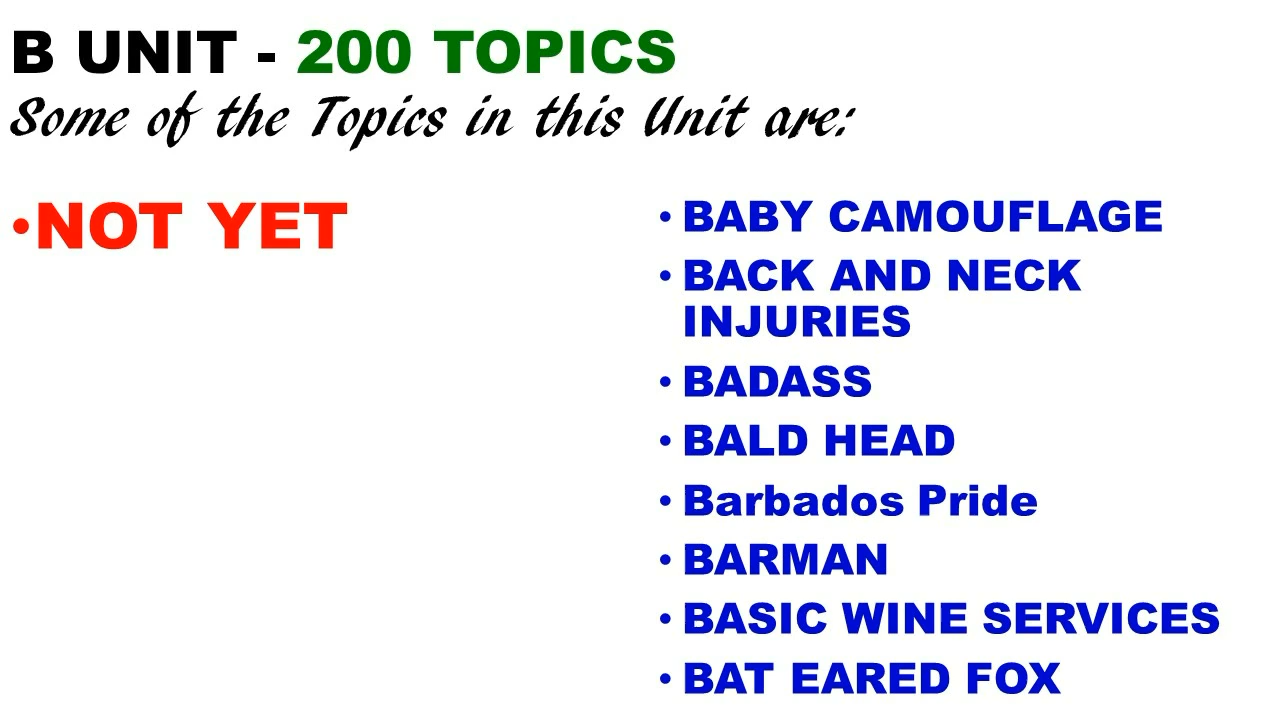 B UNIT - 200 TOPICS
Some of the Topics in this Unit are:
•NOT YET
• BABY CAMOUFLAGE
• BACK AND NECK
INJURIES
• BADASS
• BALD HEAD
• Barbados Pride
• BARMAN
• BASIC WINE SERVICES
• BAT EARED FOX